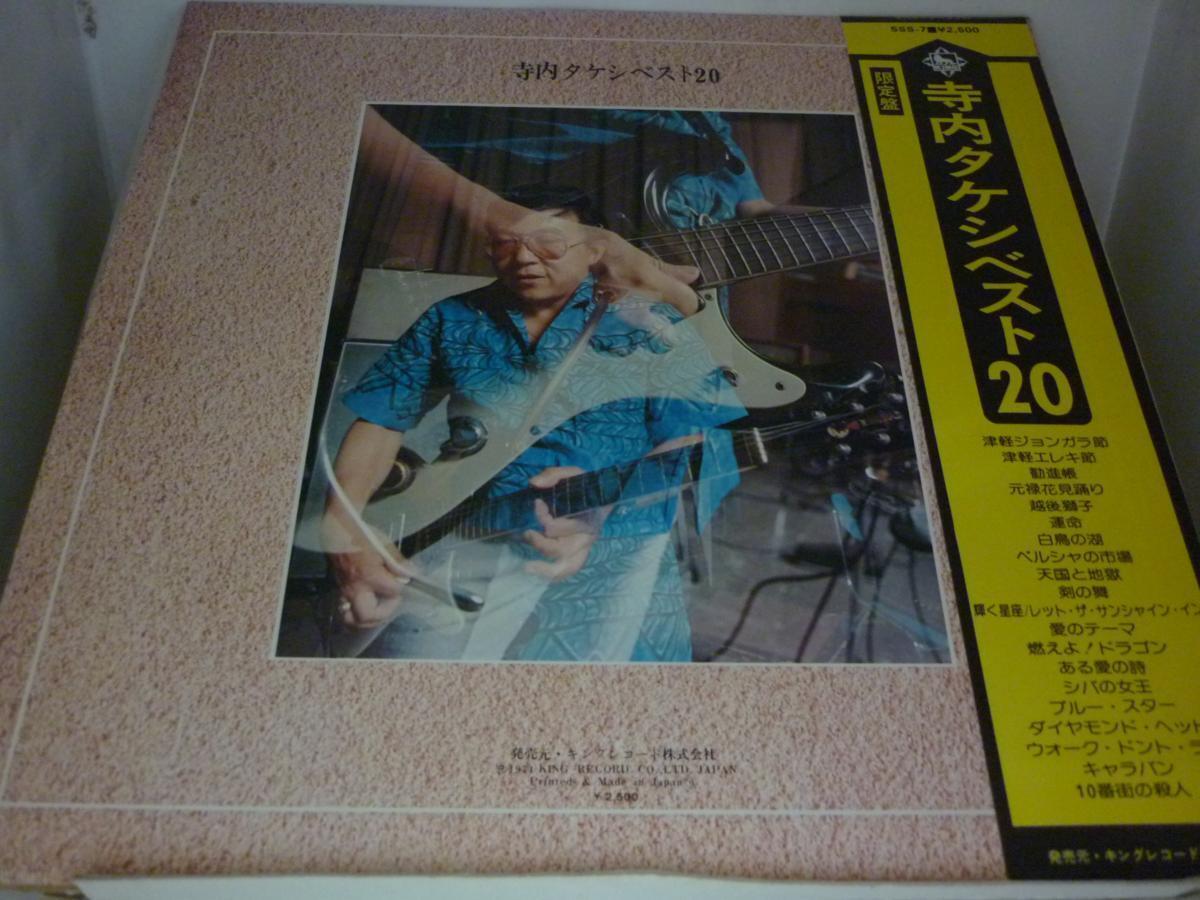 寺内タケシベスト20
発売元・キングレコード株式会社
Ⓟ1974 KING RECORD CO., LTD. JAPAN
Printed & Made in Japan
¥2,500
¥2,500
限定盤
寺内タケシベスト20
津軽ジョンガラ節
津軽エレキ節
勧進帳
元禄花見踊り
越後獅子
運命
白鳥の湖
ペルシャの市場
天国と地獄
剣の舞
輝く星座/レット・ザ・サンシャイン・イン
愛のテーマ
燃えよ!ドラゴン
ある愛の詩
シバの女王
ブルー・スター
ダイヤモンド・ヘッド
ウォーク・ドント・
キャラバン
10番街の殺人
発売元・キングレコード